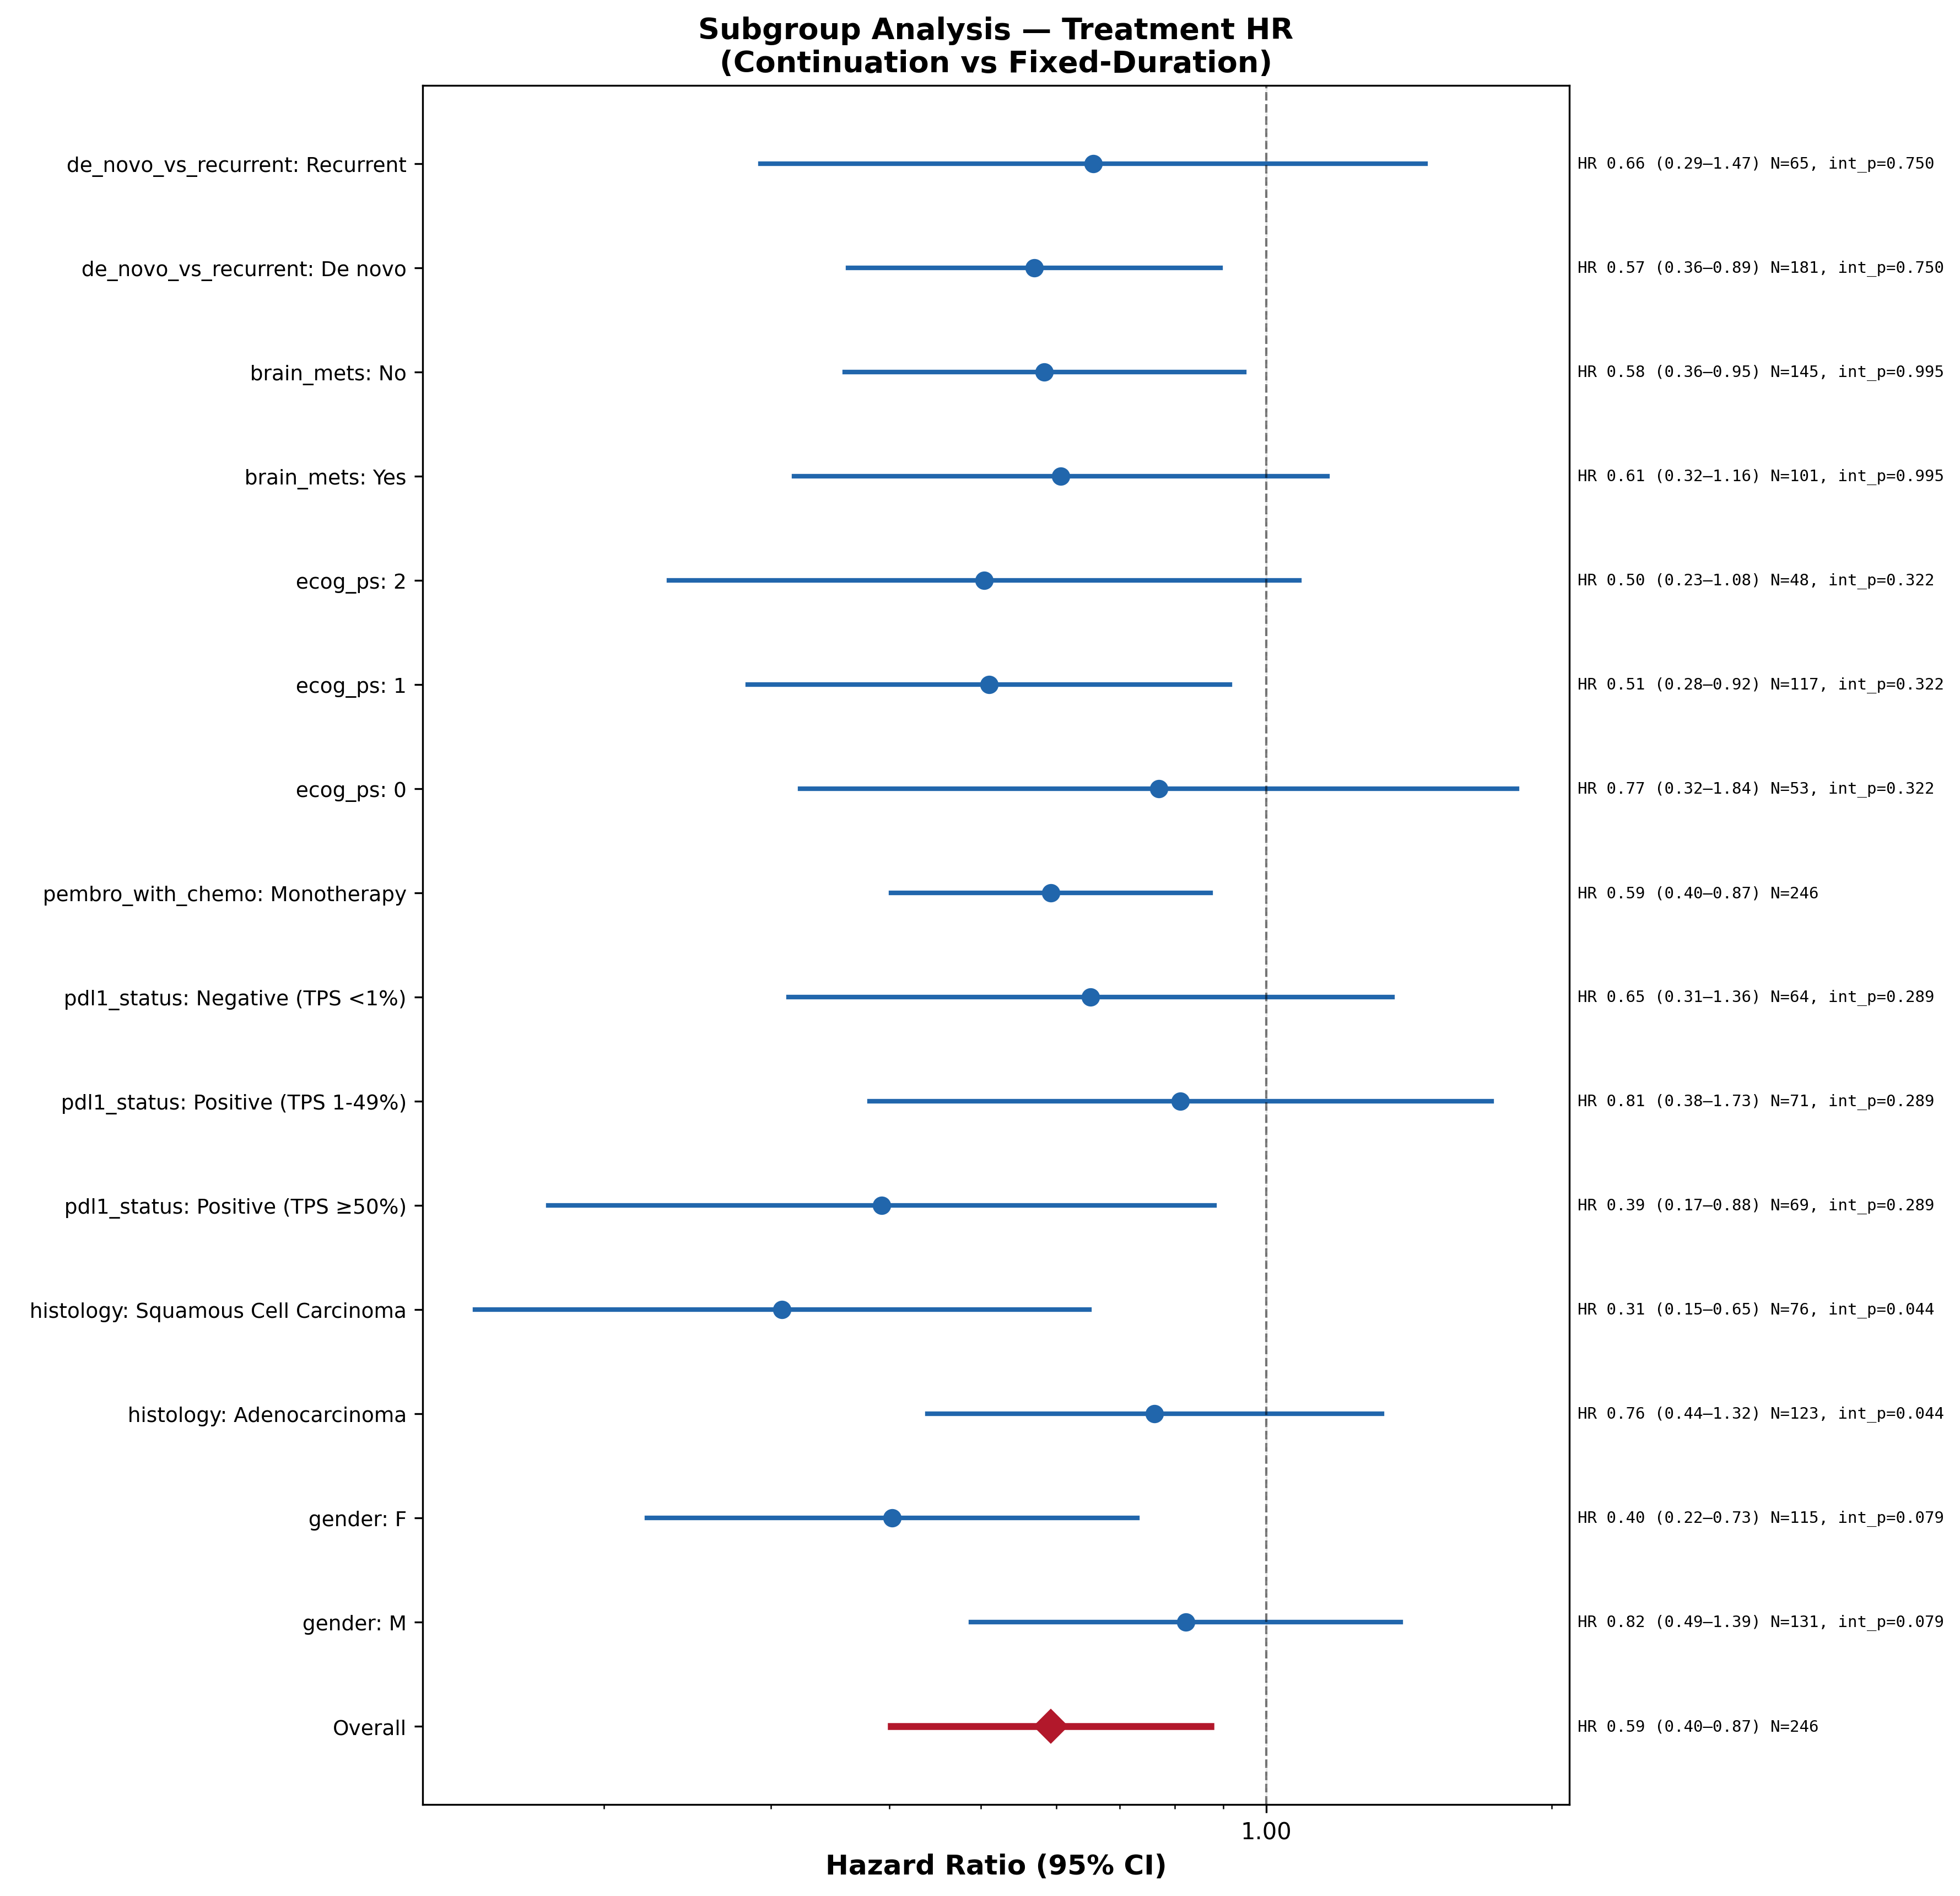 Subgroup Analysis — Treatment HR
(Continuation vs Fixed-Duration)
de_novo_vs_recurrent: Recurrent HR 0.66 (0.29–1.47) N=65, int_p=0.750
de_novo_vs_recurrent: De novo HR 0.57 (0.36–0.89) N=181, int_p=0.750
brain_mets: No HR 0.58 (0.36–0.95) N=145, int_p=0.995
brain_mets: Yes HR 0.61 (0.32–1.16) N=101, int_p=0.995
ecog_ps: 2 HR 0.50 (0.23–1.08) N=48, int_p=0.322
ecog_ps: 1 HR 0.51 (0.28–0.92) N=117, int_p=0.322
ecog_ps: 0 HR 0.77 (0.32–1.84) N=53, int_p=0.322
pembro_with_chemo: Monotherapy HR 0.59 (0.40–0.87) N=246
pdl1_status: Negative (TPS <1%) HR 0.65 (0.31–1.36) N=64, int_p=0.289
pdl1_status: Positive (TPS 1-49%) HR 0.81 (0.38–1.73) N=71, int_p=0.289
pdl1_status: Positive (TPS ≥50%) HR 0.39 (0.17–0.88) N=69, int_p=0.289
histology: Squamous Cell Carcinoma HR 0.31 (0.15–0.65) N=76, int_p=0.044
histology: Adenocarcinoma HR 0.76 (0.44–1.32) N=123, int_p=0.044
gender: F HR 0.40 (0.22–0.73) N=115, int_p=0.079
gender: M HR 0.82 (0.49–1.39) N=131, int_p=0.079
Overall HR 0.59 (0.40–0.87) N=246
1.00
Hazard Ratio (95% CI)